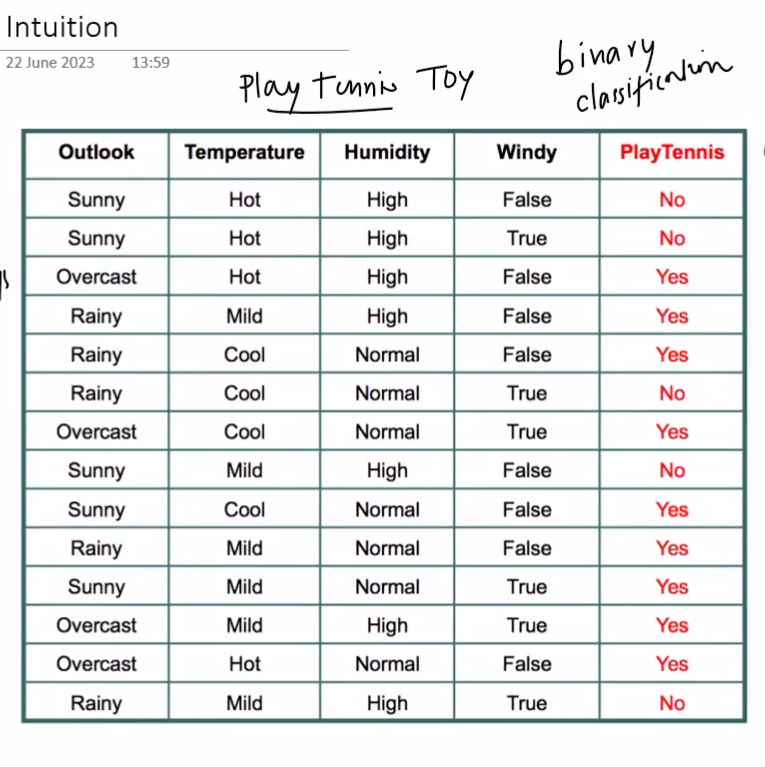 Intuition
22 June 2023 13:59
Play Tennis Toy
binary
classification
Outlook Temperature Humidity Windy PlayTennis
Sunny Hot High False No
Sunny Hot High True No
Overcast Hot High False Yes
Rainy Mild High False Yes
Rainy Cool Normal False Yes
Rainy Cool Normal True No
Overcast Cool Normal True Yes
Sunny Mild High False No
Sunny Cool Normal False Yes
Rainy Mild Normal False Yes
Sunny Mild Normal True Yes
Overcast Mild High True Yes
Overcast Hot Normal False Yes
Rainy Mild High True No